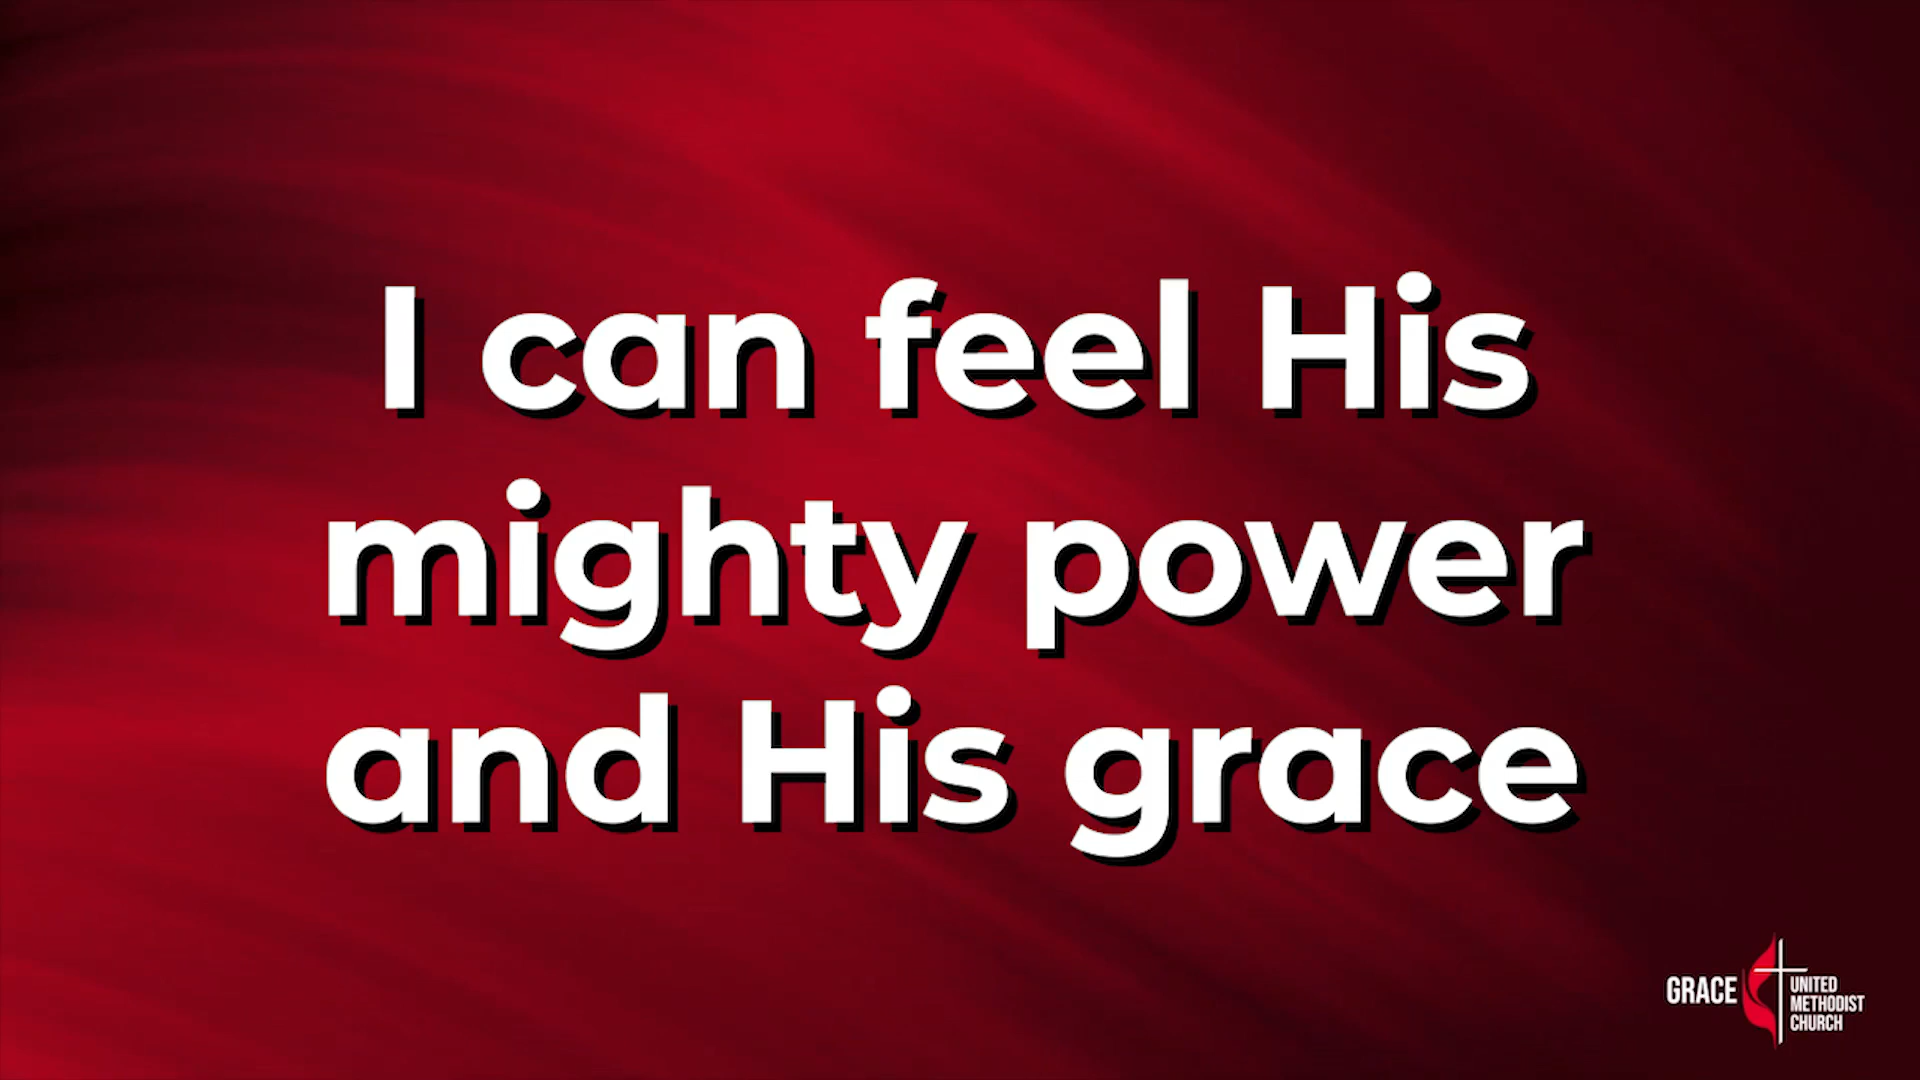 I can feel His
mighty power
and His grace
GRACE
UNITED
METHODIST
CHURCH